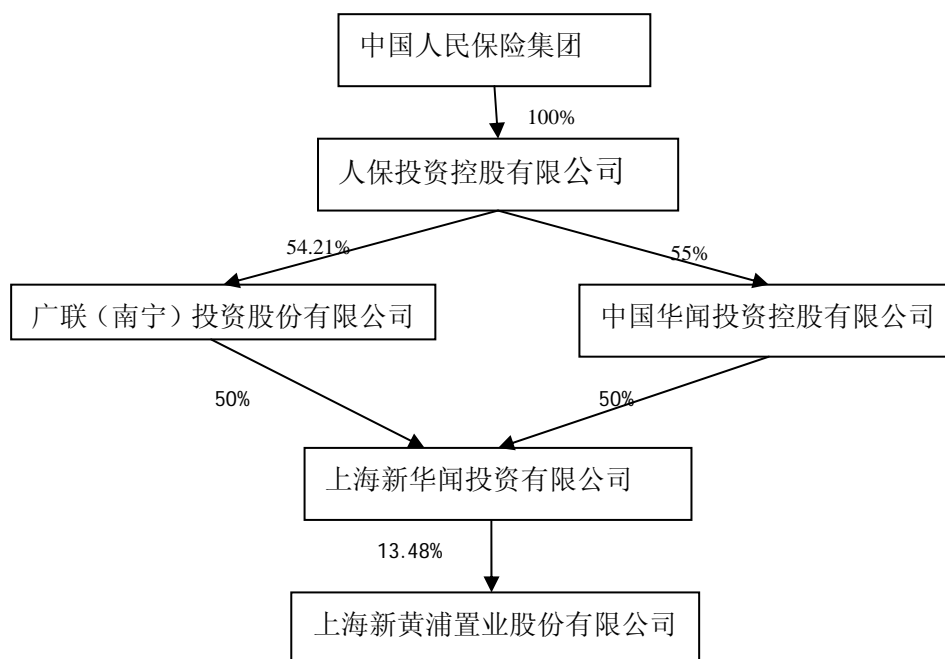 中国人民保险集团
100%
人保投资控股有限公司
54.21%
55%
广联（南宁）投资股份有限公司
中国华闻投资控股有限公司
50%
50%
上海新华闻投资有限公司
13.48%
上海新黄浦置业股份有限公司